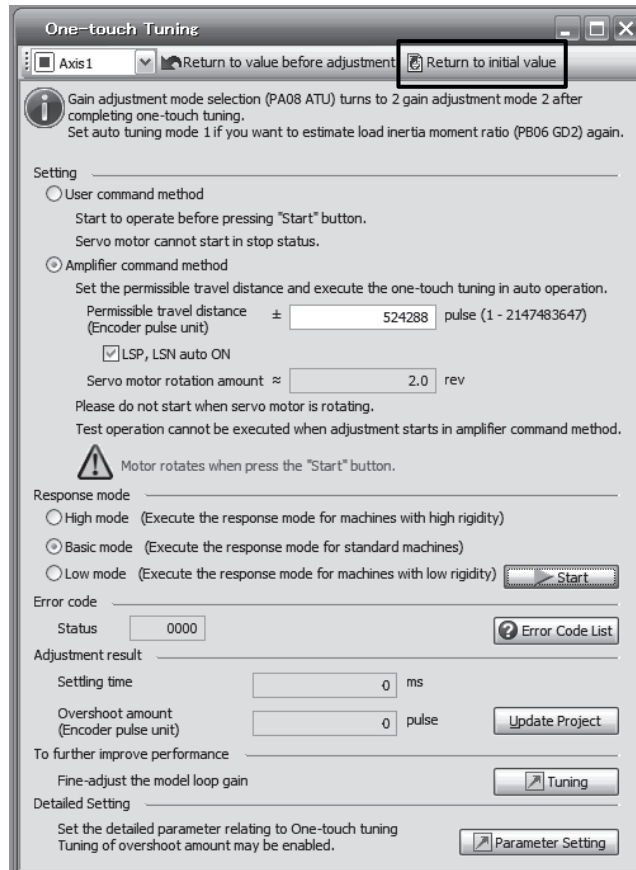 One-touch Tuning
Axis1 Return to value before adjustment Return to initial value
Gain adjustment mode selection (PA08 ATU) turns to 2 gain adjustment mode 2 after
completing one-touch tuning.
Set auto tuning mode 1 if you want to estimate load inertia moment ratio (PB06 GD2) again.
Setting
User command method
Start to operate before pressing "Start" button.
Servo motor cannot start in stop status.
Amplifier command method
Set the permissible travel distance and execute the one-touch tuning in auto operation.
Permissible travel distance ± 524288 pulse (1 - 2147483647)
(Encoder pulse unit)
LSP, LSN auto ON
Servo motor rotation amount ≈ 2.0 rev
Please do not start when servo motor is rotating.
Test operation cannot be executed when adjustment starts in amplifier command method.
Motor rotates when press the "Start" button.
Response mode
High mode (Execute the response mode for machines with high rigidity)
Basic mode (Execute the response mode for standard machines)
Low mode (Execute the response mode for machines with low rigidity) Start
Error code
Status 0000 Error Code List
Adjustment result
Settling time 0 ms
Overshoot amount 0 pulse Update Project
(Encoder pulse unit)
To further improve performance
Fine-adjust the model loop gain Tuning
Detailed Setting
Set the detailed parameter relating to One-touch tuning
Tuning of overshoot amount may be enabled. Parameter Setting